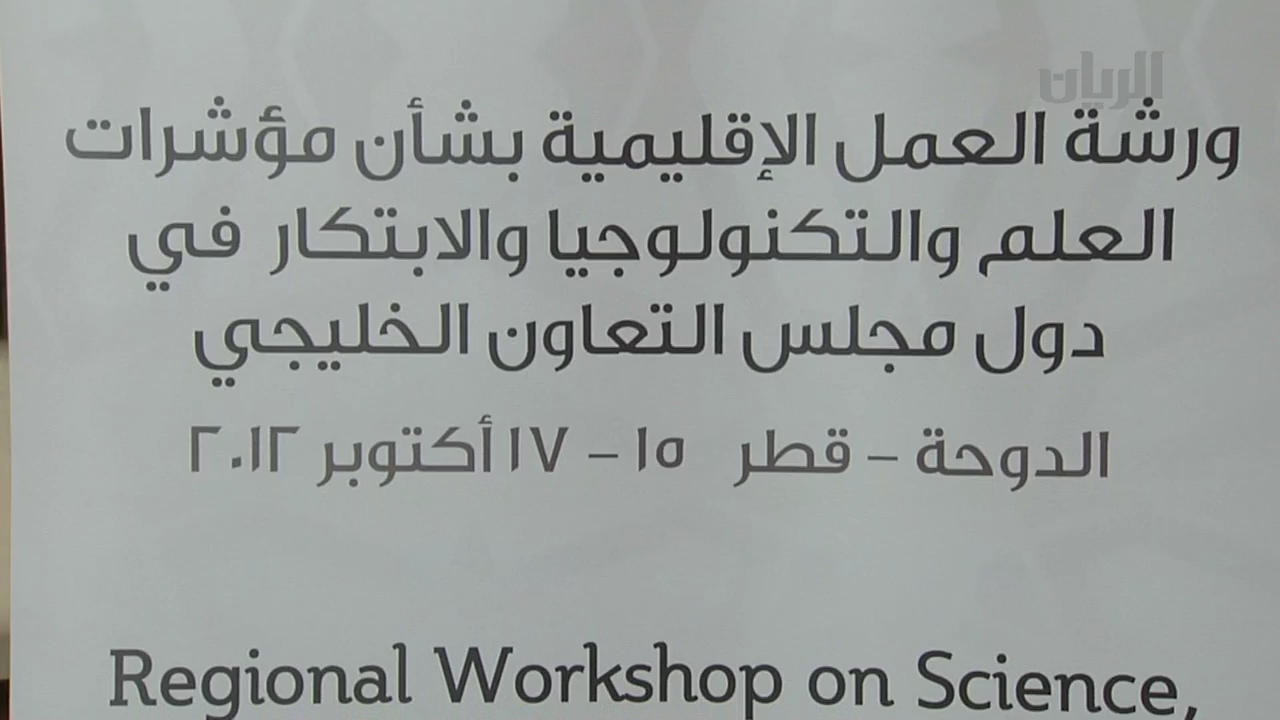 الريان
ورشة العمل الإقليمية بشأن مؤشرات
العلم والتكنولوجيا والابتكار في
دول مجلس التعاون الخليجي
الدوحة - قطر ١٥ - ١٧ أكتوبر ٢٠١٢
Regional Workshop on Science,